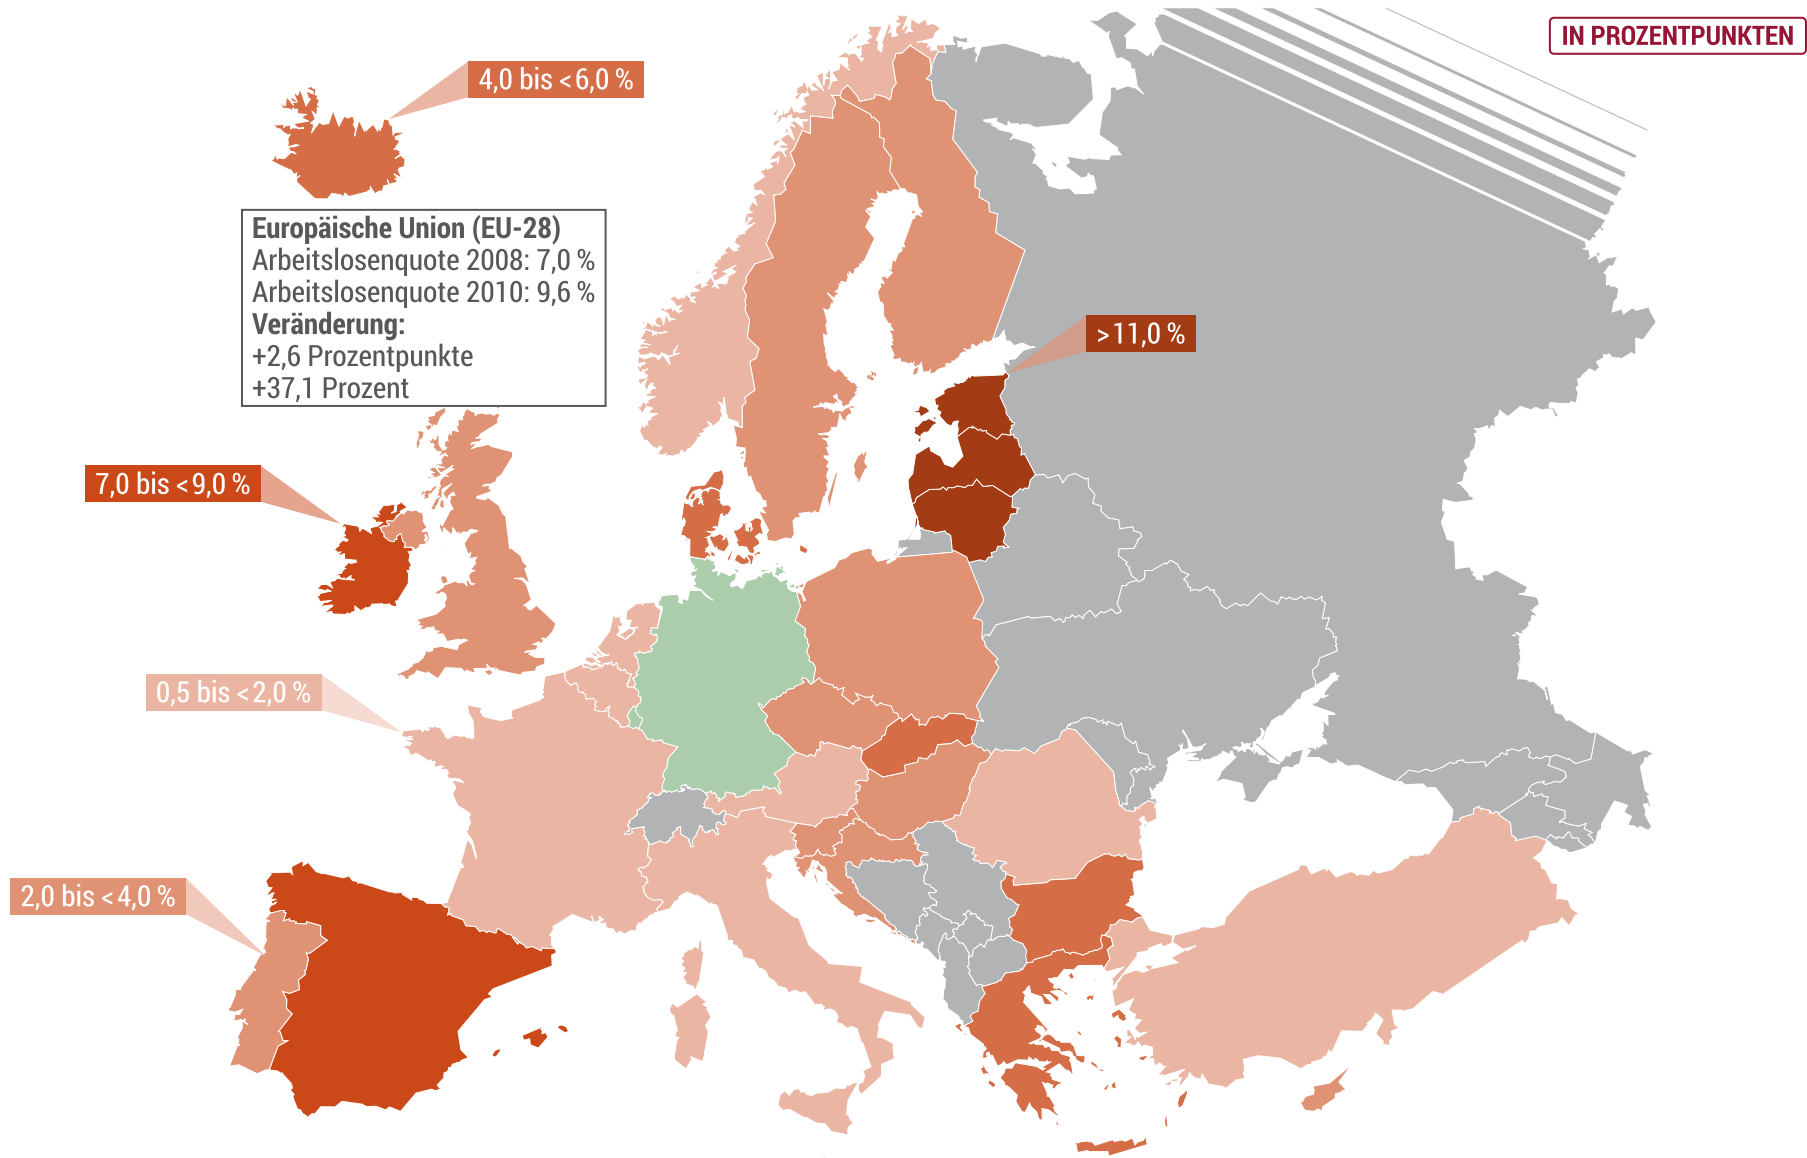 IN PROZENTPUNKTEN
4,0 bis <6,0 %
Europäische Union (EU-28)
Arbeitslosenquote 2008: 7,0 %
Arbeitslosenquote 2010: 9,6 %
Veränderung:
+2,6 Prozentpunkte
+37,1 Prozent
>11,0 %
7,0 bis <9,0 %
0,5 bis <2,0 %
2,0 bis <4,0 %